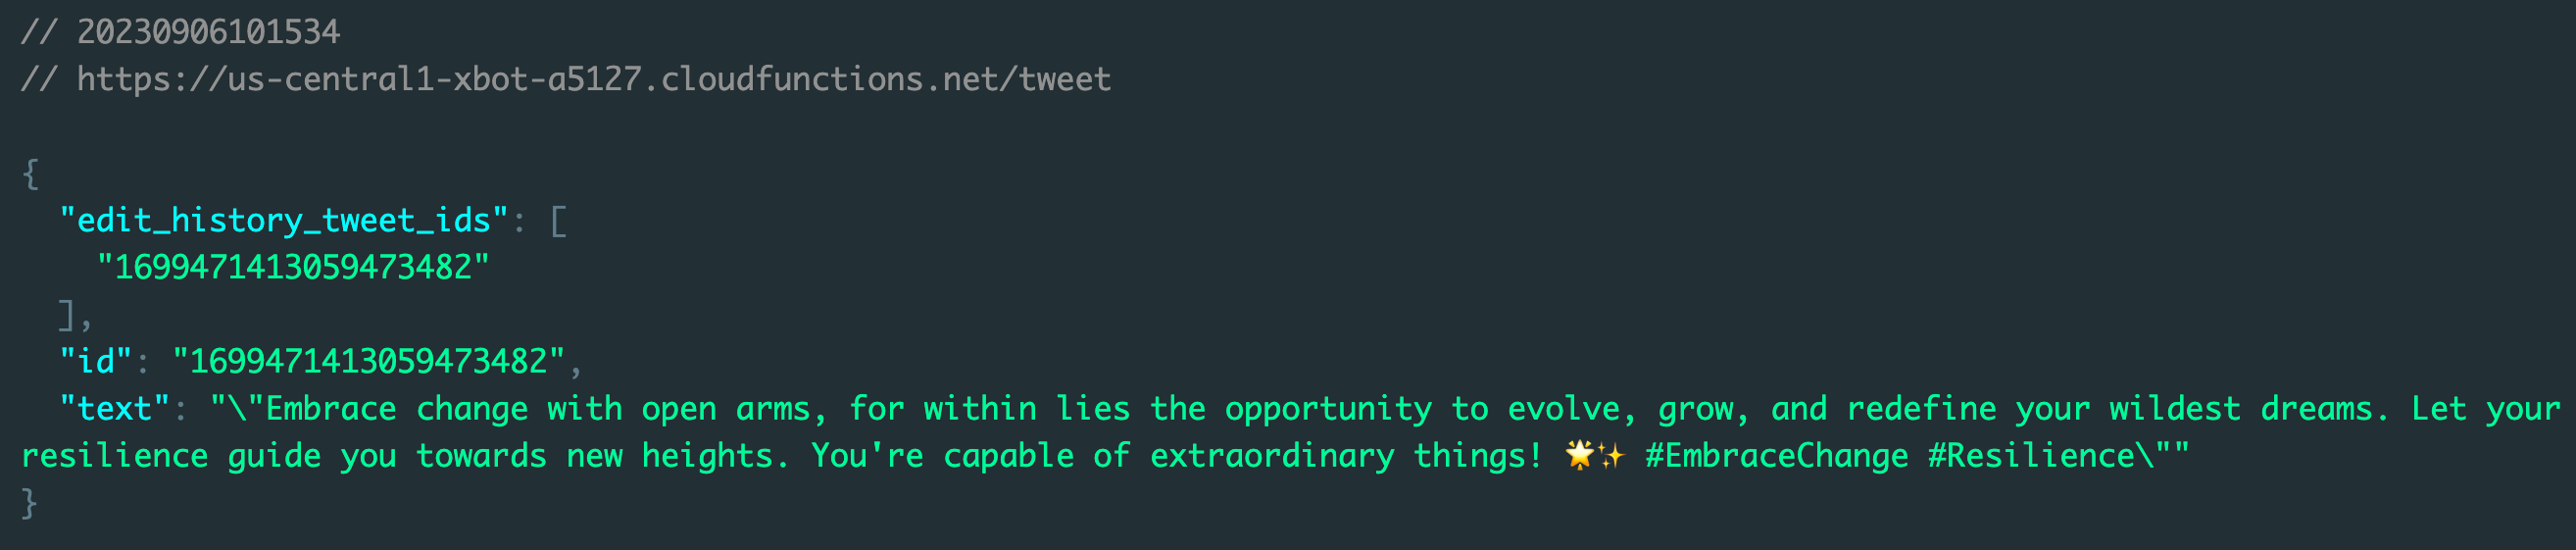 // 20230906101534
// https://us-central1-xbot-a5127.cloudfunctions.net/tweet
{
"edit_history_tweet_ids": [
"1699471413059473482"
],
"id": "1699471413059473482",
"text": "\"Embrace change with open arms, for within lies the opportunity to evolve, grow, and redefine your wildest dreams. Let your
resilience guide you towards new heights. You're capable of extraordinary things! 🌟✨ #EmbraceChange #Resilience\""
}